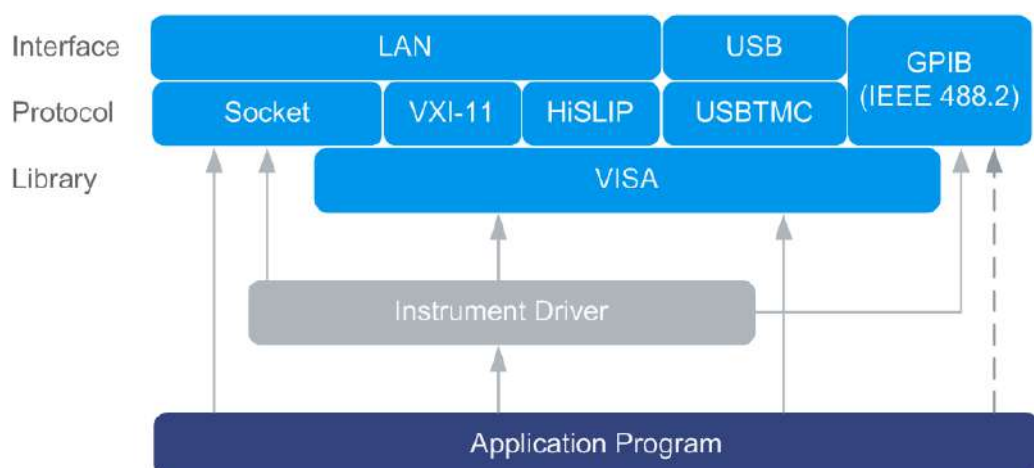 Interface
LAN
USB
GPIB
(IEEE 488.2)
Protocol
Socket
VXI-11
HiSLIP
USBTMC
Library
VISA
Instrument Driver
Application Program